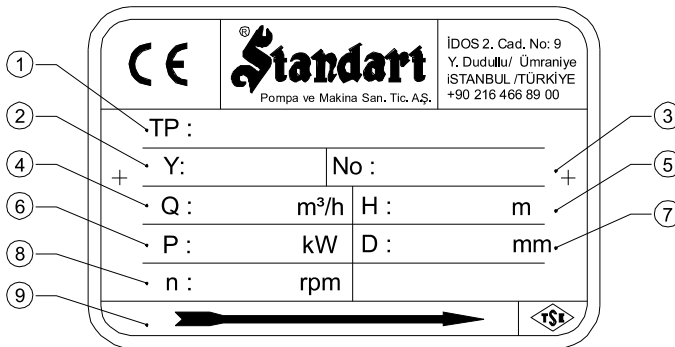 CE
® Standart
Pompa ve Makina San. Tic. A.Ş.
İDOS 2. Cad. No: 9
Y. Dudullu/ Ümraniye
iSTANBUL /TÜRKİYE
+90 216 466 89 00
1
TP :
2
Y:
No :
3
4
Q : m³/h
H : m
5
6
P : kW
D : mm
7
8
n : rpm
9
TSE